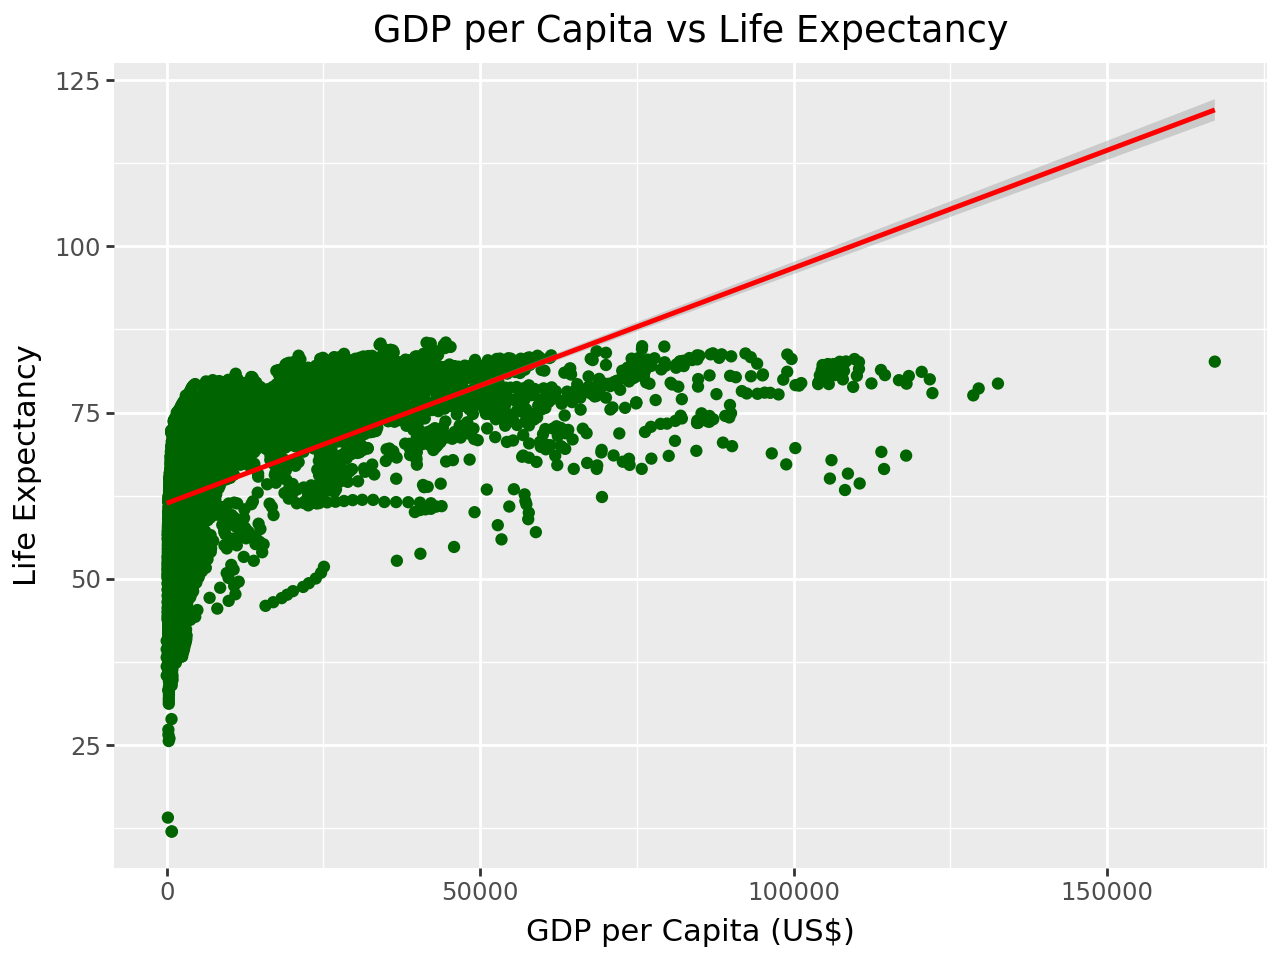 GDP per Capita vs Life Expectancy
125
100
75
50
25
Life Expectancy
0 50000 100000 150000
GDP per Capita (US$)